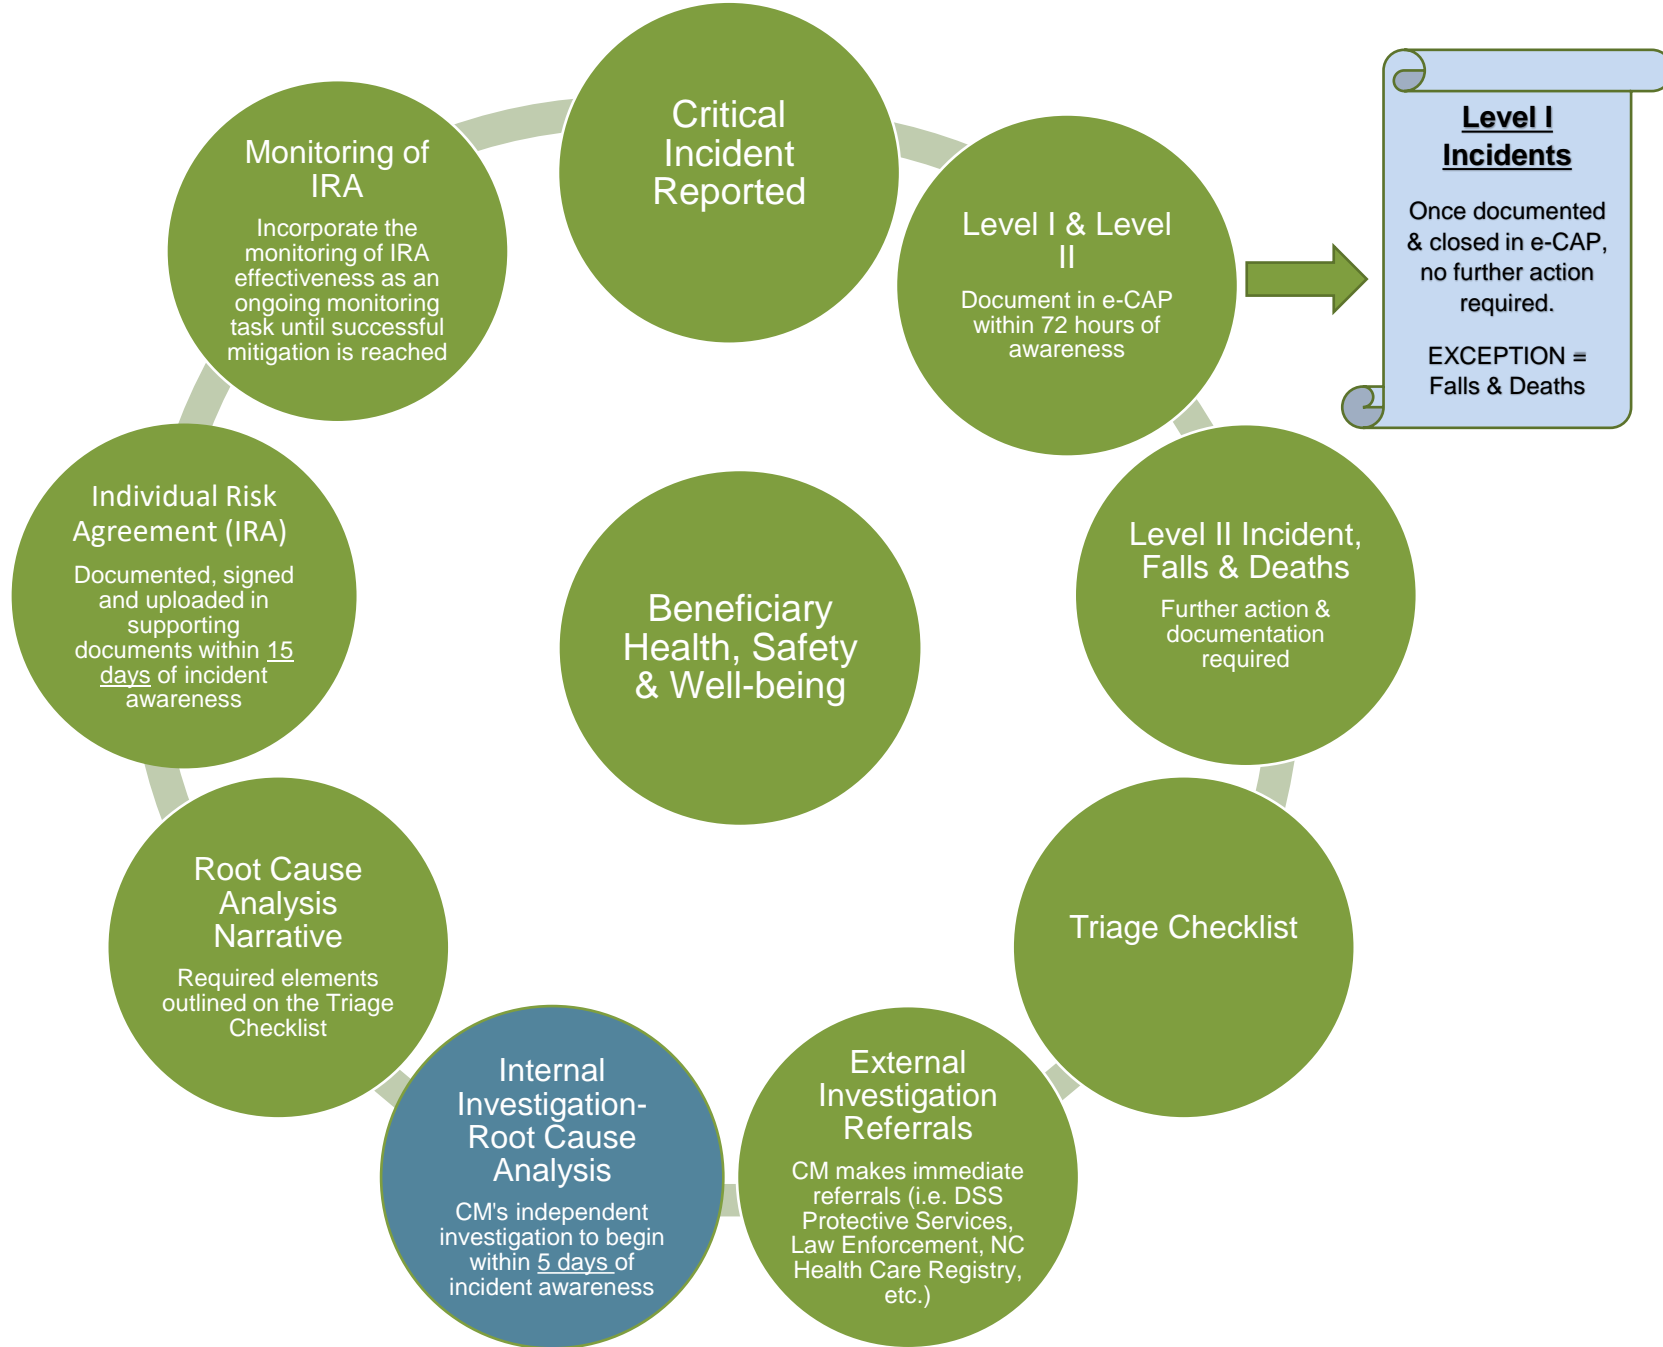 Critical
Incident
Reported
Level I & Level
II
Document in e-CAP
within 72 hours of
awareness
Level I
Incidents
Once documented
& closed in e-CAP,
no further action
required.
EXCEPTION =
Falls & Deaths
Level II Incident,
Falls & Deaths
Further action &
documentation
required
Triage Checklist
External
Investigation
Referrals
CM makes immediate
referrals (i.e. DSS
Protective Services,
Law Enforcement, NC
Health Care Registry,
etc.)
Internal
Investigation-
Root Cause
Analysis
CM's independent
investigation to begin
within 5 days of
incident awareness
Root Cause
Analysis
Narrative
Required elements
outlined on the Triage
Checklist
Individual Risk
Agreement (IRA)
Documented, signed
and uploaded in
supporting
documents within 15
days of incident
awareness
Monitoring of
IRA
Incorporate the
monitoring of IRA
effectiveness as an
ongoing monitoring
task until successful
mitigation is reached
Beneficiary
Health, Safety
& Well-being